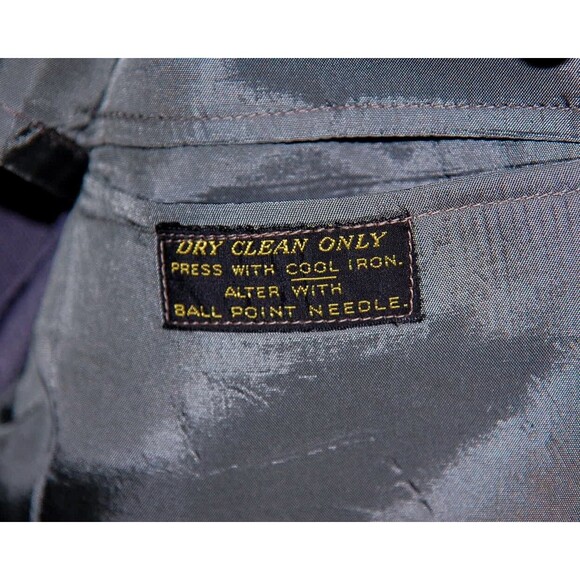 DRY CLEAN ONLY
PRESS WITH COOL IRON.
ALTER WITH
BALL POINT NEEDLE.